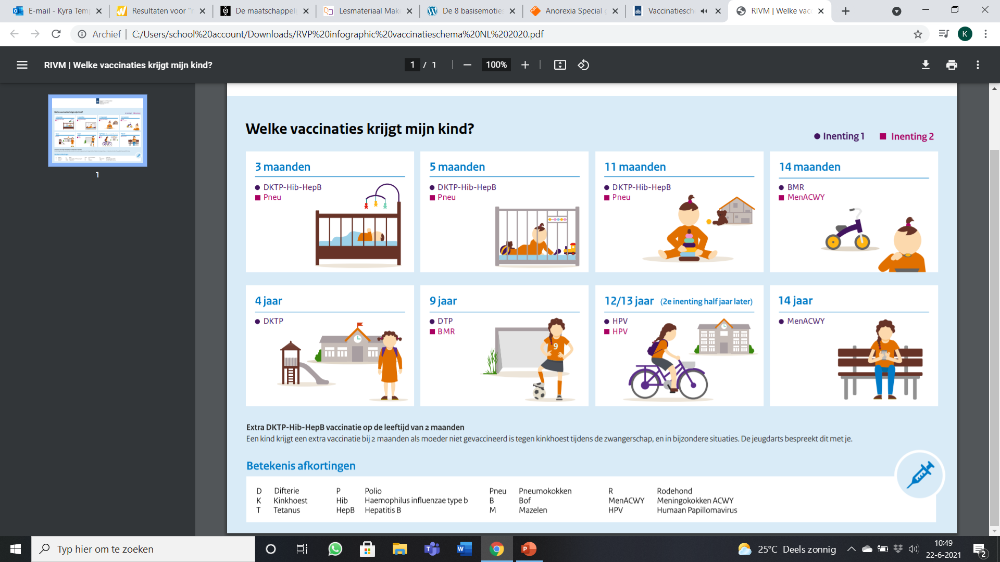 E-mail - Kyra Temp
Resultaten voor "n
De maatschappeli
Lesmateriaal Make
De 8 basisemoties
Anorexia Special g
Vaccinatiesche
RIVM | Welke vacc
Archief
C:/Users/school%20account/Downloads/RVP%20infographic%20vaccinatieschema%20NL%202020.pdf
K
RIVM | Welke vaccinaties krijgt mijn kind?
1 / 1
100%
1
Welke vaccinaties krijgt mijn kind?
Inenting 1
Inenting 2
3 maanden
DKTP-Hib-HepB
Pneu
5 maanden
DKTP-Hib-HepB
Pneu
11 maanden
DKTP-Hib-HepB
Pneu
14 maanden
BMR
MenACWY
4 jaar
DKTP
9 jaar
DTP
BMR
9
12/13 jaar (2e inenting half jaar later)
HPV
HPV
14 jaar
MenACWY
Extra DKTP-Hib-HepB vaccinatie op de leeftijd van 2 maanden
Een kind krijgt een extra vaccinatie bij 2 maanden als moeder niet gevaccineerd is tegen kinkhoest tijdens de zwangerschap, en in bijzondere situaties. De jeugdarts bespreekt dit met je.
Betekenis afkortingen
D Difterie P Polio Pneu Pneumokokken R Rodehond
K Kinkhoest Hib Haemophilus influenzae type b B Bof MenACWY Meningokokken ACWY
T Tetanus HepB Hepatitis B M Mazelen HPV Humaan Papillomavirus
Typ hier om te zoeken
25°C Deels zonnig
10:49
22-6-2021
2